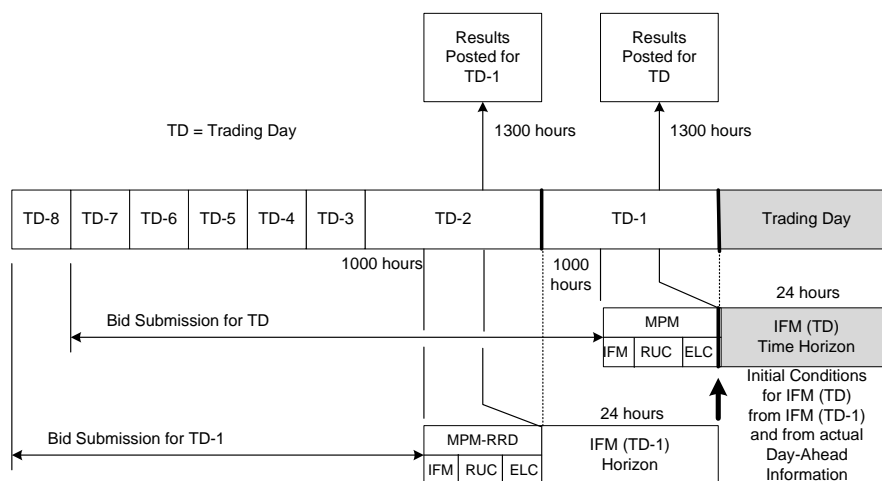 Results
Posted for
TD-1
Results
Posted for
TD
TD = Trading Day
1300 hours
1300 hours
TD-8
TD-7
TD-6
TD-5
TD-4
TD-3
TD-2
TD-1
Trading Day
1000 hours
1000
hours
24 hours
Bid Submission for TD
MPM
IFM
RUC
ELC
IFM (TD)
Time Horizon
Initial Conditions
for IFM (TD)
from IFM (TD-1)
and from actual
Day-Ahead
Information
24 hours
Bid Submission for TD-1
MPM-RRD
IFM
RUC
ELC
IFM (TD-1)
Horizon